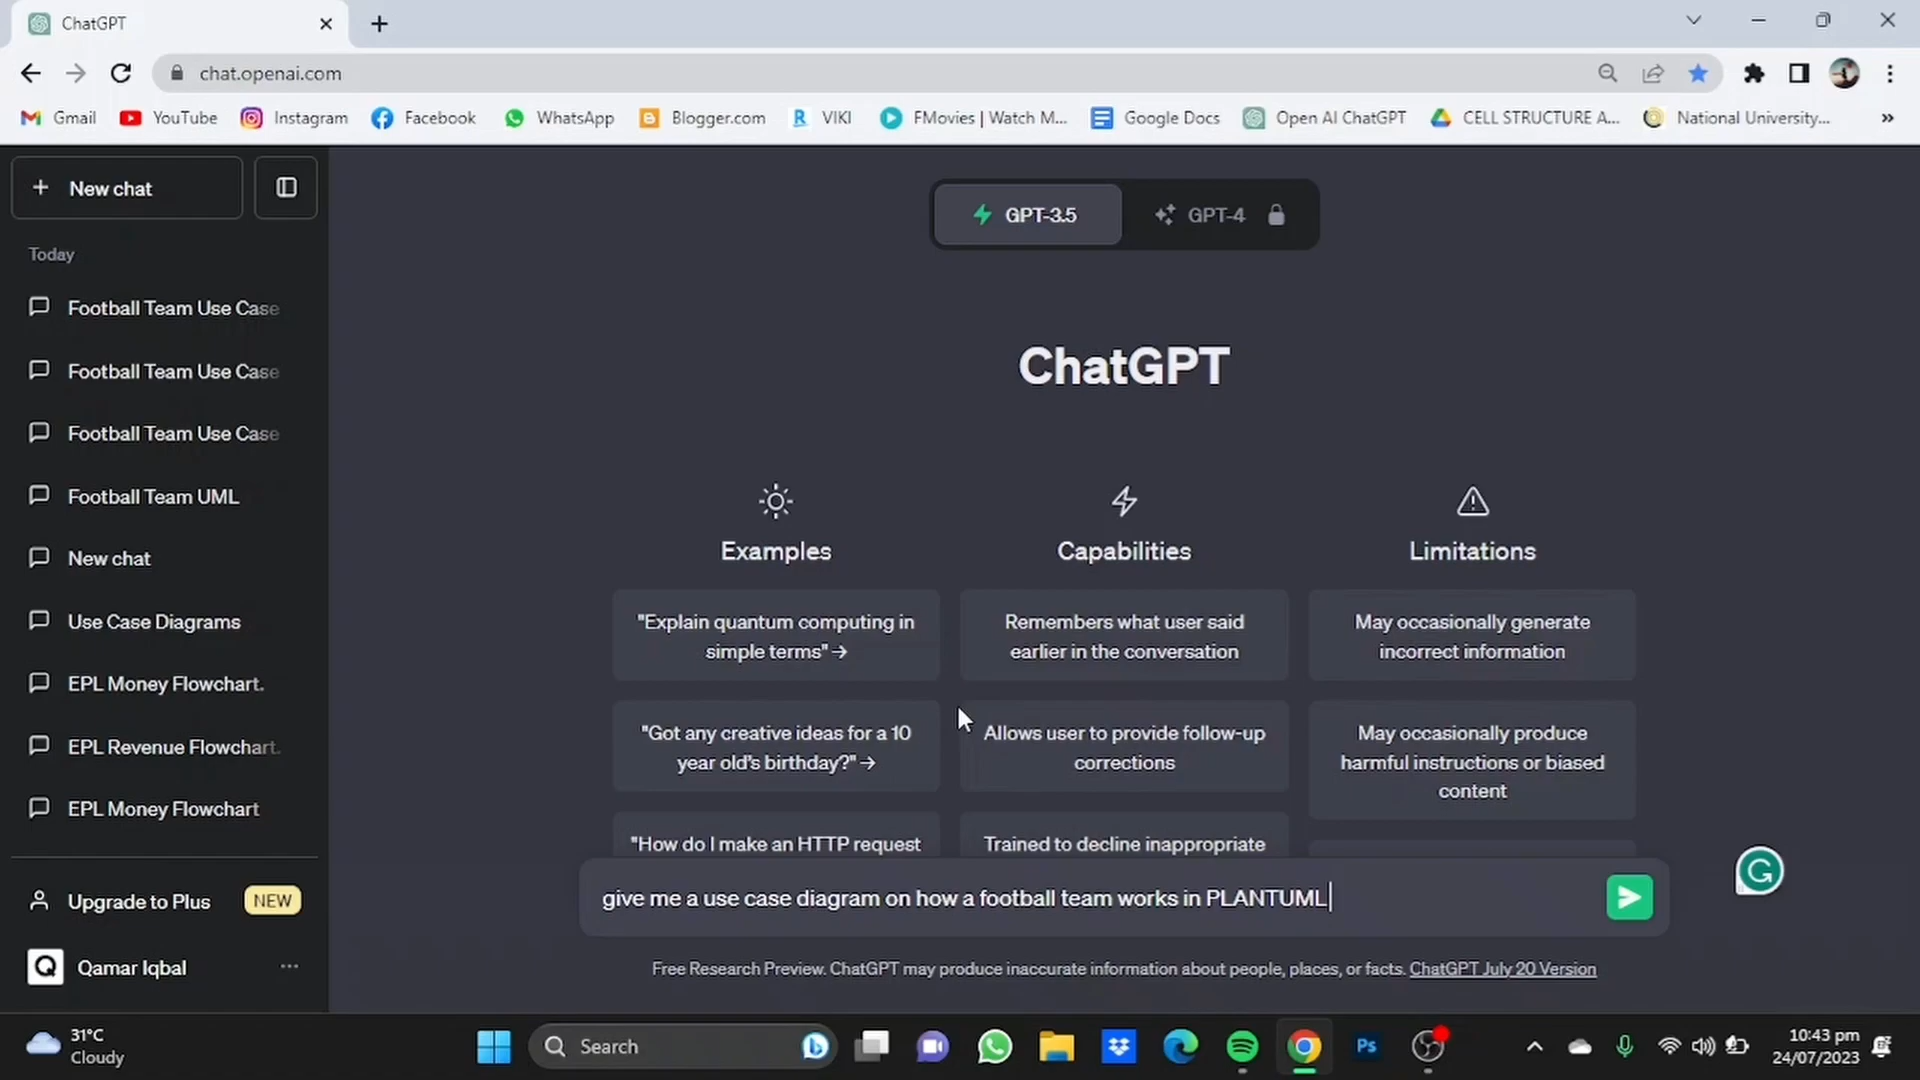 ChatGPT
chat.openai.com
Gmail
YouTube
Instagram
Facebook
WhatsApp
Blogger.com
VIKI
FMovies | Watch M...
Google Docs
Open AI ChatGPT
CELL STRUCTURE A...
National University...
»
+ New chat
Today
Football Team Use Case
Football Team Use Case
Football Team Use Case
Football Team UML
New chat
Use Case Diagrams
EPL Money Flowchart.
EPL Revenue Flowchart.
EPL Money Flowchart
Upgrade to Plus
NEW
Q
Qamar Iqbal
...
GPT-3.5
GPT-4
ChatGPT
Examples
"Explain quantum computing in
simple terms" →
"Got any creative ideas for a 10
year old's birthday?" →
"How do I make an HTTP request
Capabilities
Remembers what user said
earlier in the conversation
Allows user to provide follow-up
corrections
Trained to decline inappropriate
Limitations
May occasionally generate
incorrect information
May occasionally produce
harmful instructions or biased
content
give me a use case diagram on how a football team works in PLANTUML
Free Research Preview. ChatGPT may produce inaccurate information about people, places, or facts. ChatGPT July 20 Version
31°C
Cloudy
Search
Ps
10:43 pm
24/07/2023